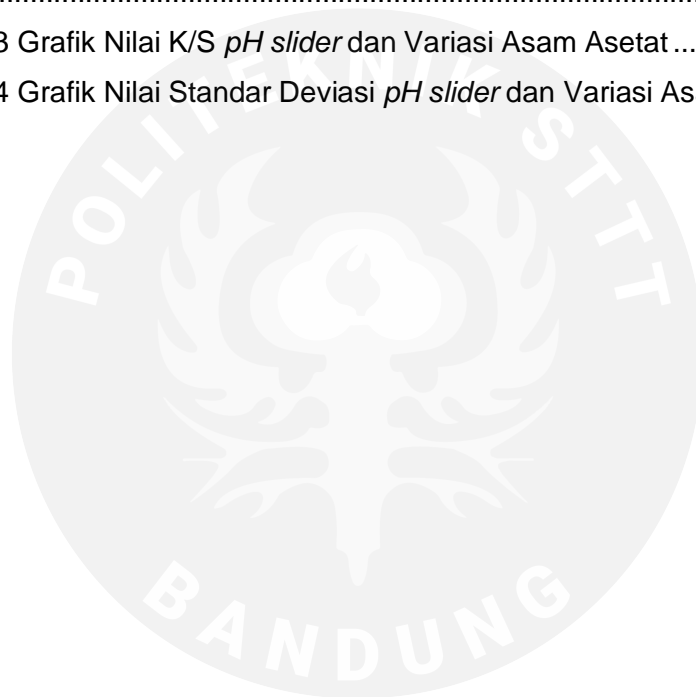 3 Grafik Nilai K/S pH slider dan Variasi Asam Asetat ...
4 Grafik Nilai Standar Deviasi pH slider dan Variasi As
POLITEKNIK STTT
BANDUNG